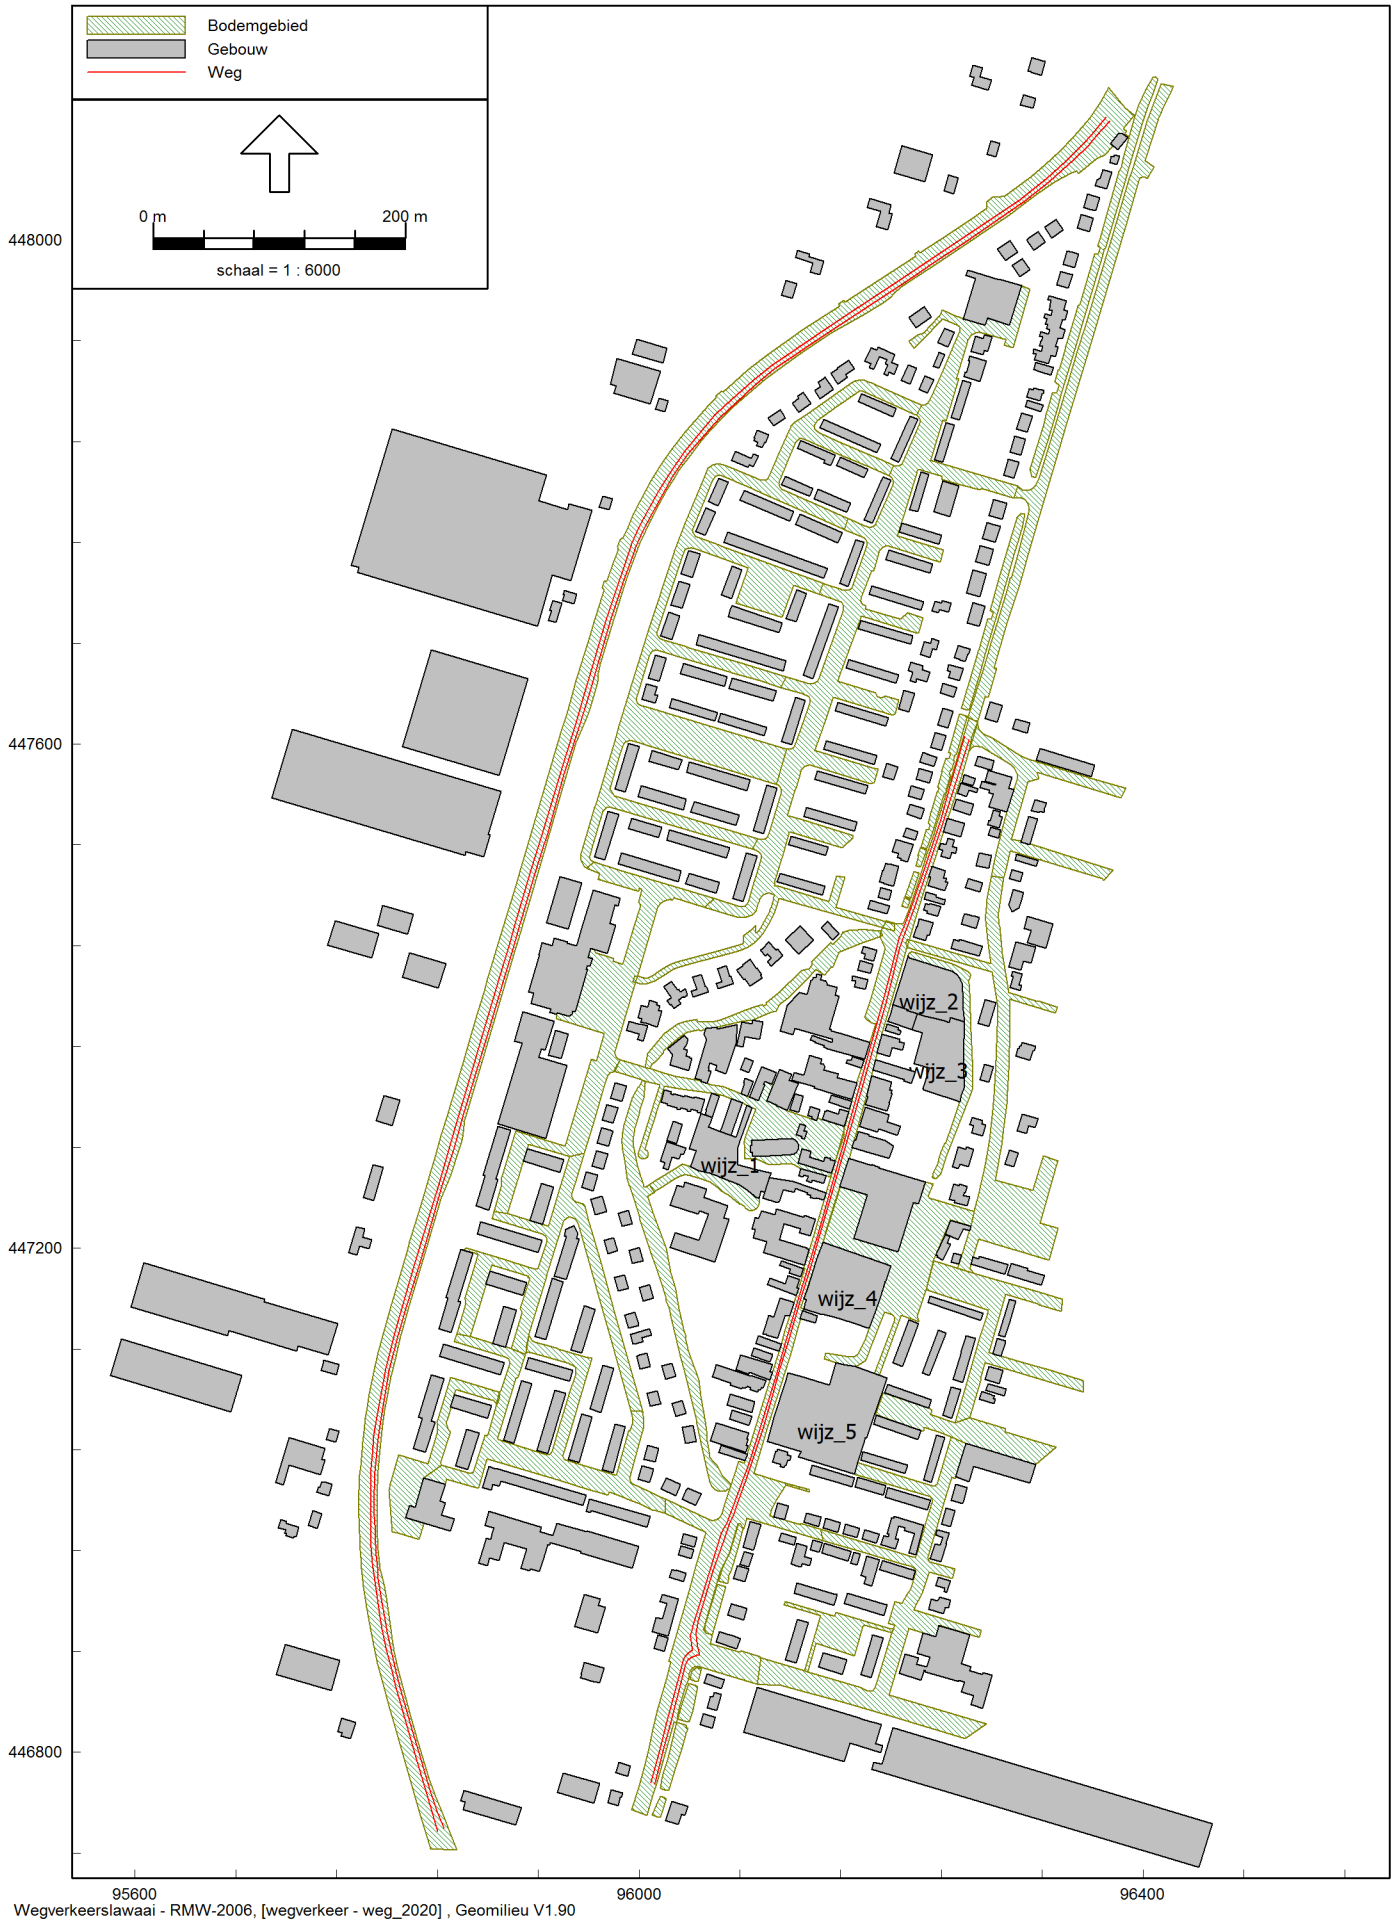 Bodemgebied
Gebouw
Weg
0 m 200 m
schaal = 1 : 6000
448000
447600
wijz_2
wijz_3
wijz_1
447200
wijz_4
wijz_5
446800
95600 96000 96400
Wegverkeerslawaai - RMW-2006, [wegverkeer - weg_2020] , Geomilieu V1.90